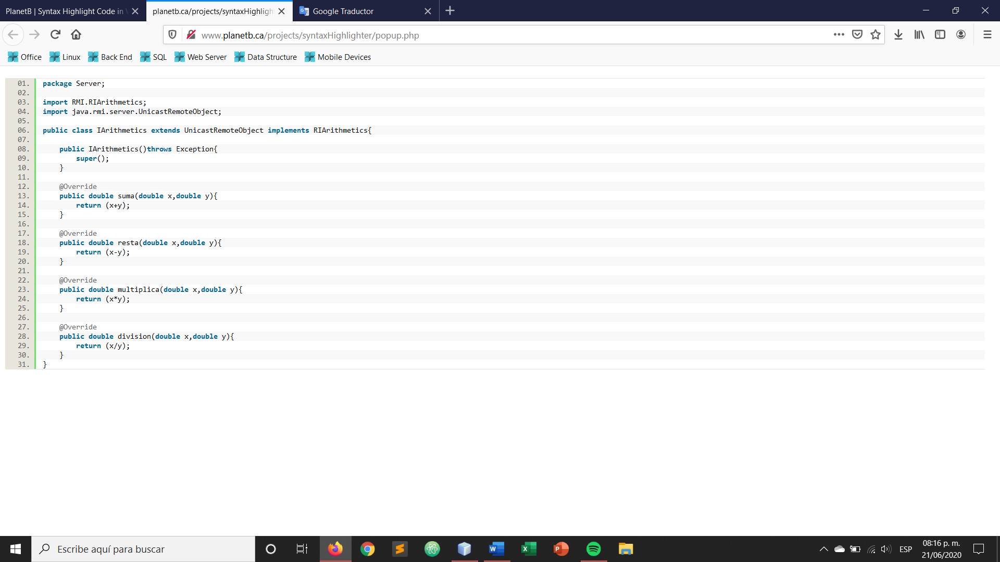 PlanetB | Syntax Highlight Code in
planetb.ca/projects/syntaxHighligh
Google Traductor
www.planetb.ca/projects/syntaxHighlighter/popup.php
Office Linux Back End SQL Web Server Data Structure Mobile Devices
01. package Server;
02.
03. import RMI.RIArithmetics;
04. import java.rmi.server.UnicastRemoteObject;
05.
06. public class IArithmetics extends UnicastRemoteObject implements RIArithmetics{
07.
08.     public IArithmetics()throws Exception{
09.         super();
10.     }
11.
12.     @Override
13.     public double suma(double x,double y){
14.         return (x+y);
15.     }
16.
17.     @Override
18.     public double resta(double x,double y){
19.         return (x-y);
20.     }
21.
22.     @Override
23.     public double multiplica(double x,double y){
24.         return (x*y);
25.     }
26.
27.     @Override
28.     public double division(double x,double y){
29.         return (x/y);
30.     }
31. }
Escribe aquí para buscar
ESP
08:16 p. m.
21/06/2020